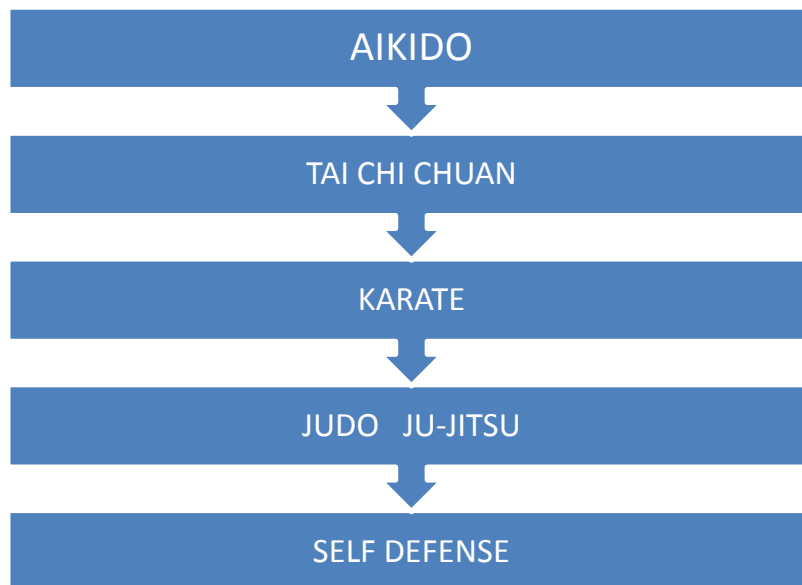 AIKIDO
TAI CHI CHUAN
KARATE
JUDO JU-JITSU
SELF DEFENSE